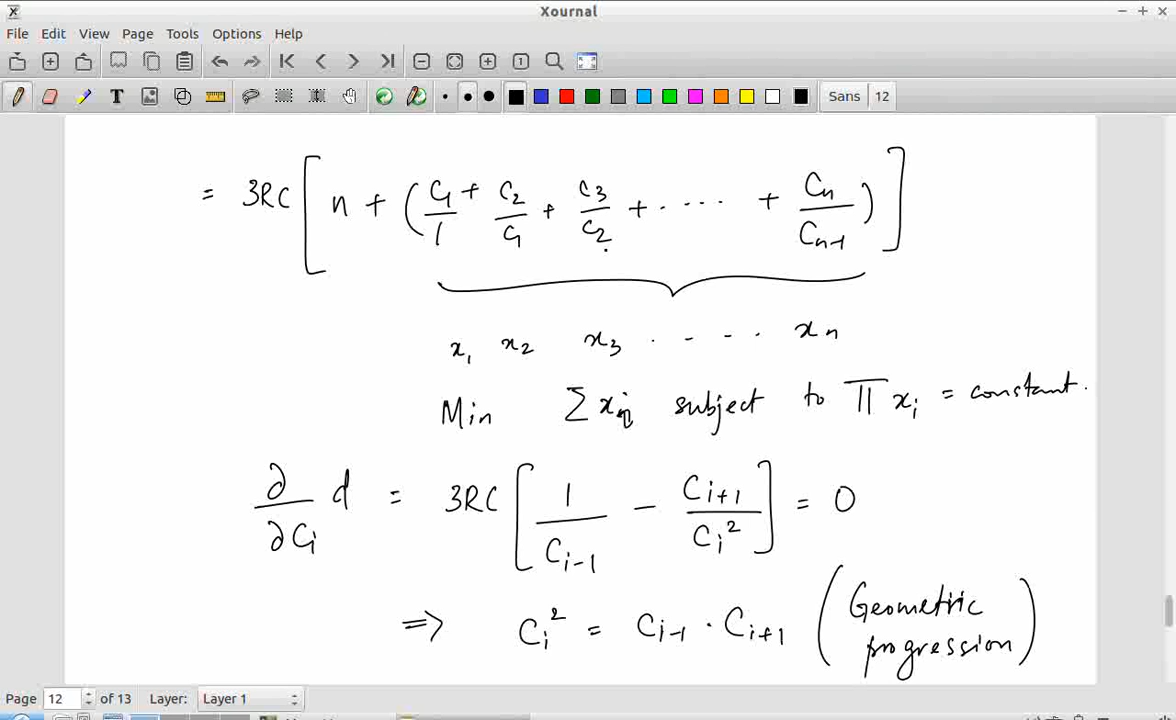 Xournal
File Edit View Page Tools Options Help
Sans 12
= 3RC [ n + ( C1/1 + C2/C1 + C3/C2 + ..... + Cn/Cn-1 ) ]
x1 x2 x3 . - - . xn
Min Σ xi subject to Π xi = constant.
∂/∂Ci d = 3RC [ 1/Ci-1 - Ci+1/Ci² ] = 0
⇒ Ci² = Ci-1 · Ci+1 ( Geometric
progression )
Page 12 of 13 Layer: Layer 1